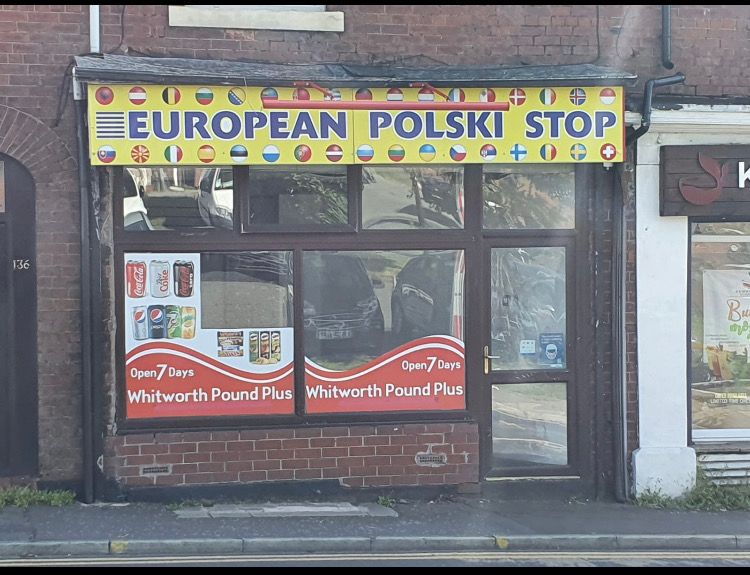 EUROPEAN POLSKI STOP
136
K
Coca-Cola
Diet
Coke
pepsi
Open 7 Days
Whitworth Pound Plus
Open 7 Days
Whitworth Pound Plus